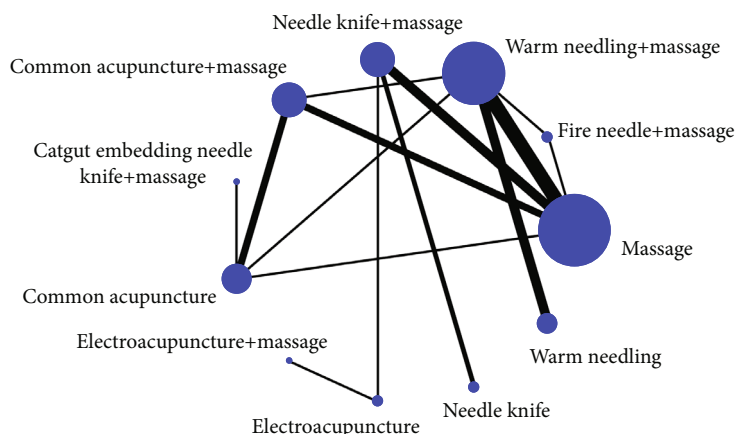 Needle knife+massage
Warm needling+massage
Common acupuncture+massage
Fire needle+massage
Catgut embedding needle
knife+massage
Massage
Common acupuncture
Electroacupuncture+massage
Warm needling
Needle knife
Electroacupuncture